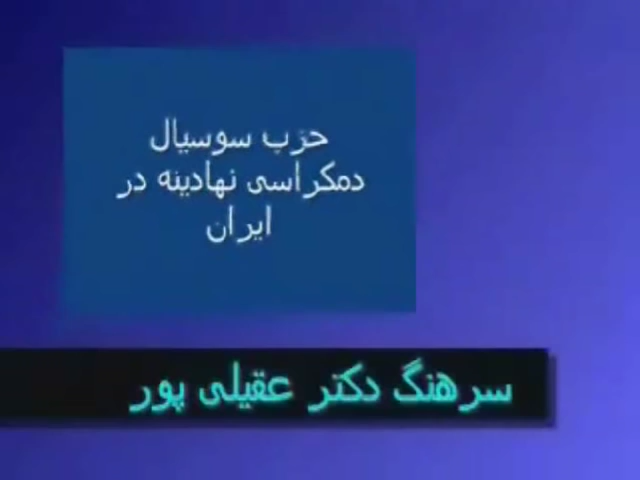 حزب سوسیال
دمکراسی نهادینه در
ایران
سرهنگ دکتر عقیلی پور